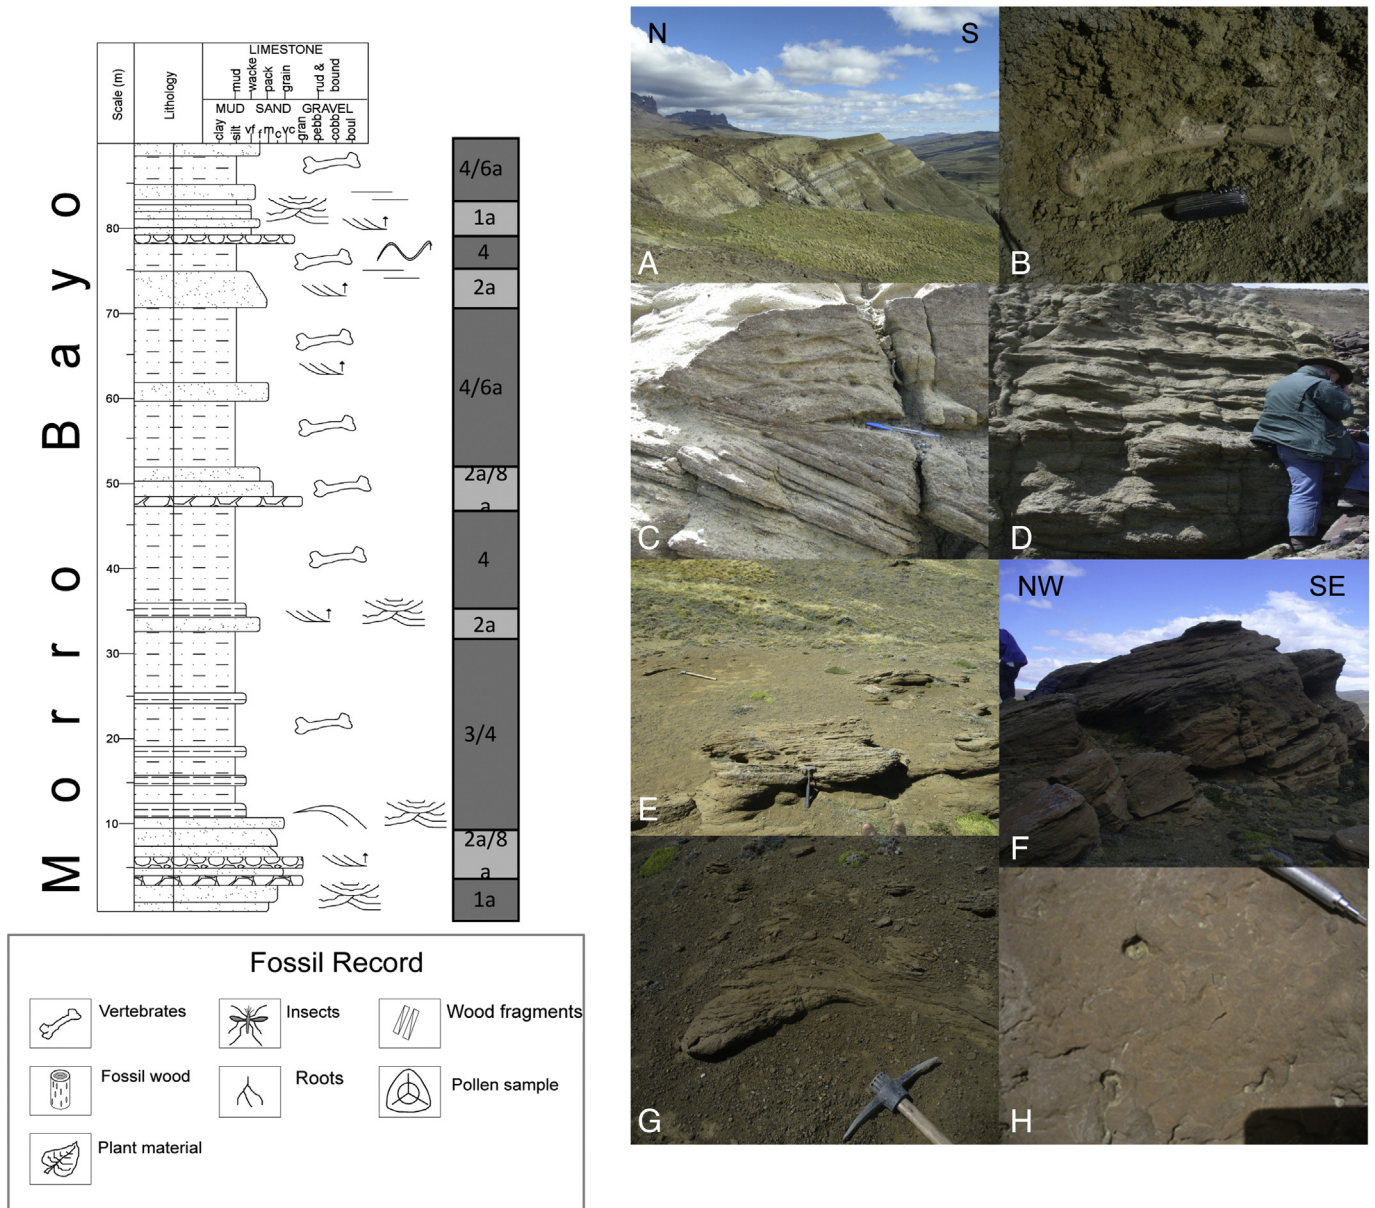 Morro Bayo
Scale (m)
Lithology
LIMESTONE
mud
wacke
pack
grain
rud &
bound
MUD SAND GRAVEL
clay
silt
vf
f
m
c
vc
gran
pebb
cobb
boul
80
70
60
50
40
30
20
10
4/6a
1a
4
2a
4/6a
2a/8
a
4
2a
3/4
2a/8
a
1a
Fossil Record
Vertebrates
Insects
Wood fragments
Fossil wood
Roots
Pollen sample
Plant material
N S
A
B
C
D
E
NW SE
F
G
H